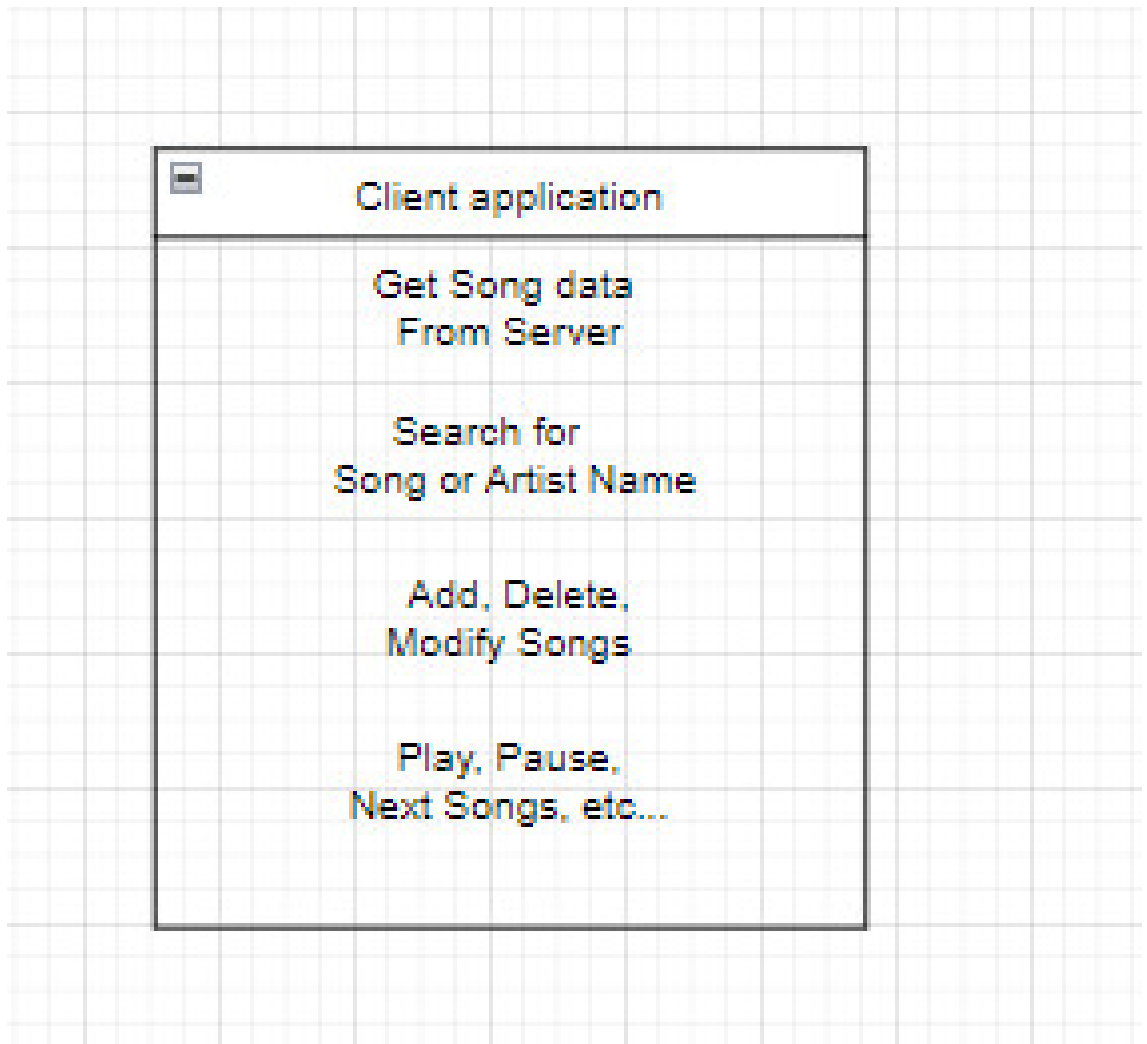 Client application
Get Song data
From Server
Search for
Song or Artist Name
Add, Delete,
Modify Songs
Play, Pause,
Next Songs, etc...